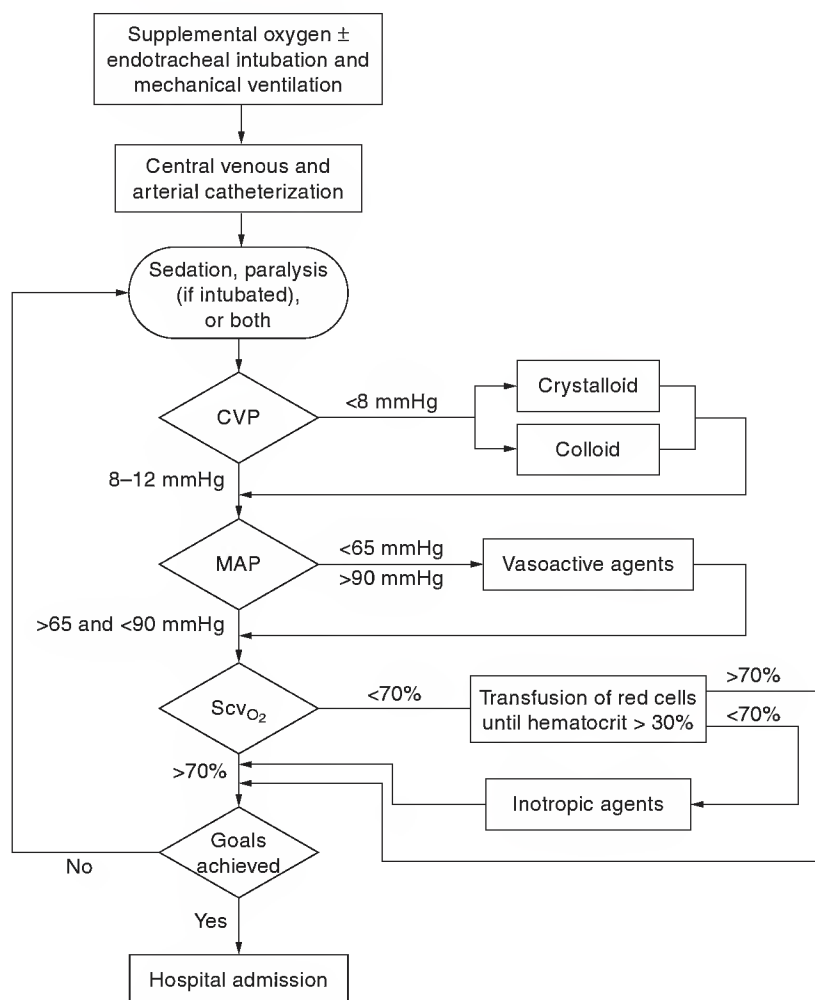 Supplemental oxygen ±
endotracheal intubation and
mechanical ventilation
Central venous and
arterial catheterization
Sedation, paralysis
(if intubated),
or both
CVP
<8 mmHg
Crystalloid
Colloid
8–12 mmHg
MAP
<65 mmHg
>90 mmHg
Vasoactive agents
>65 and <90 mmHg
ScvO2
<70%
Transfusion of red cells
until hematocrit > 30%
>70%
<70%
>70%
Inotropic agents
Goals
achieved
No
Yes
Hospital admission